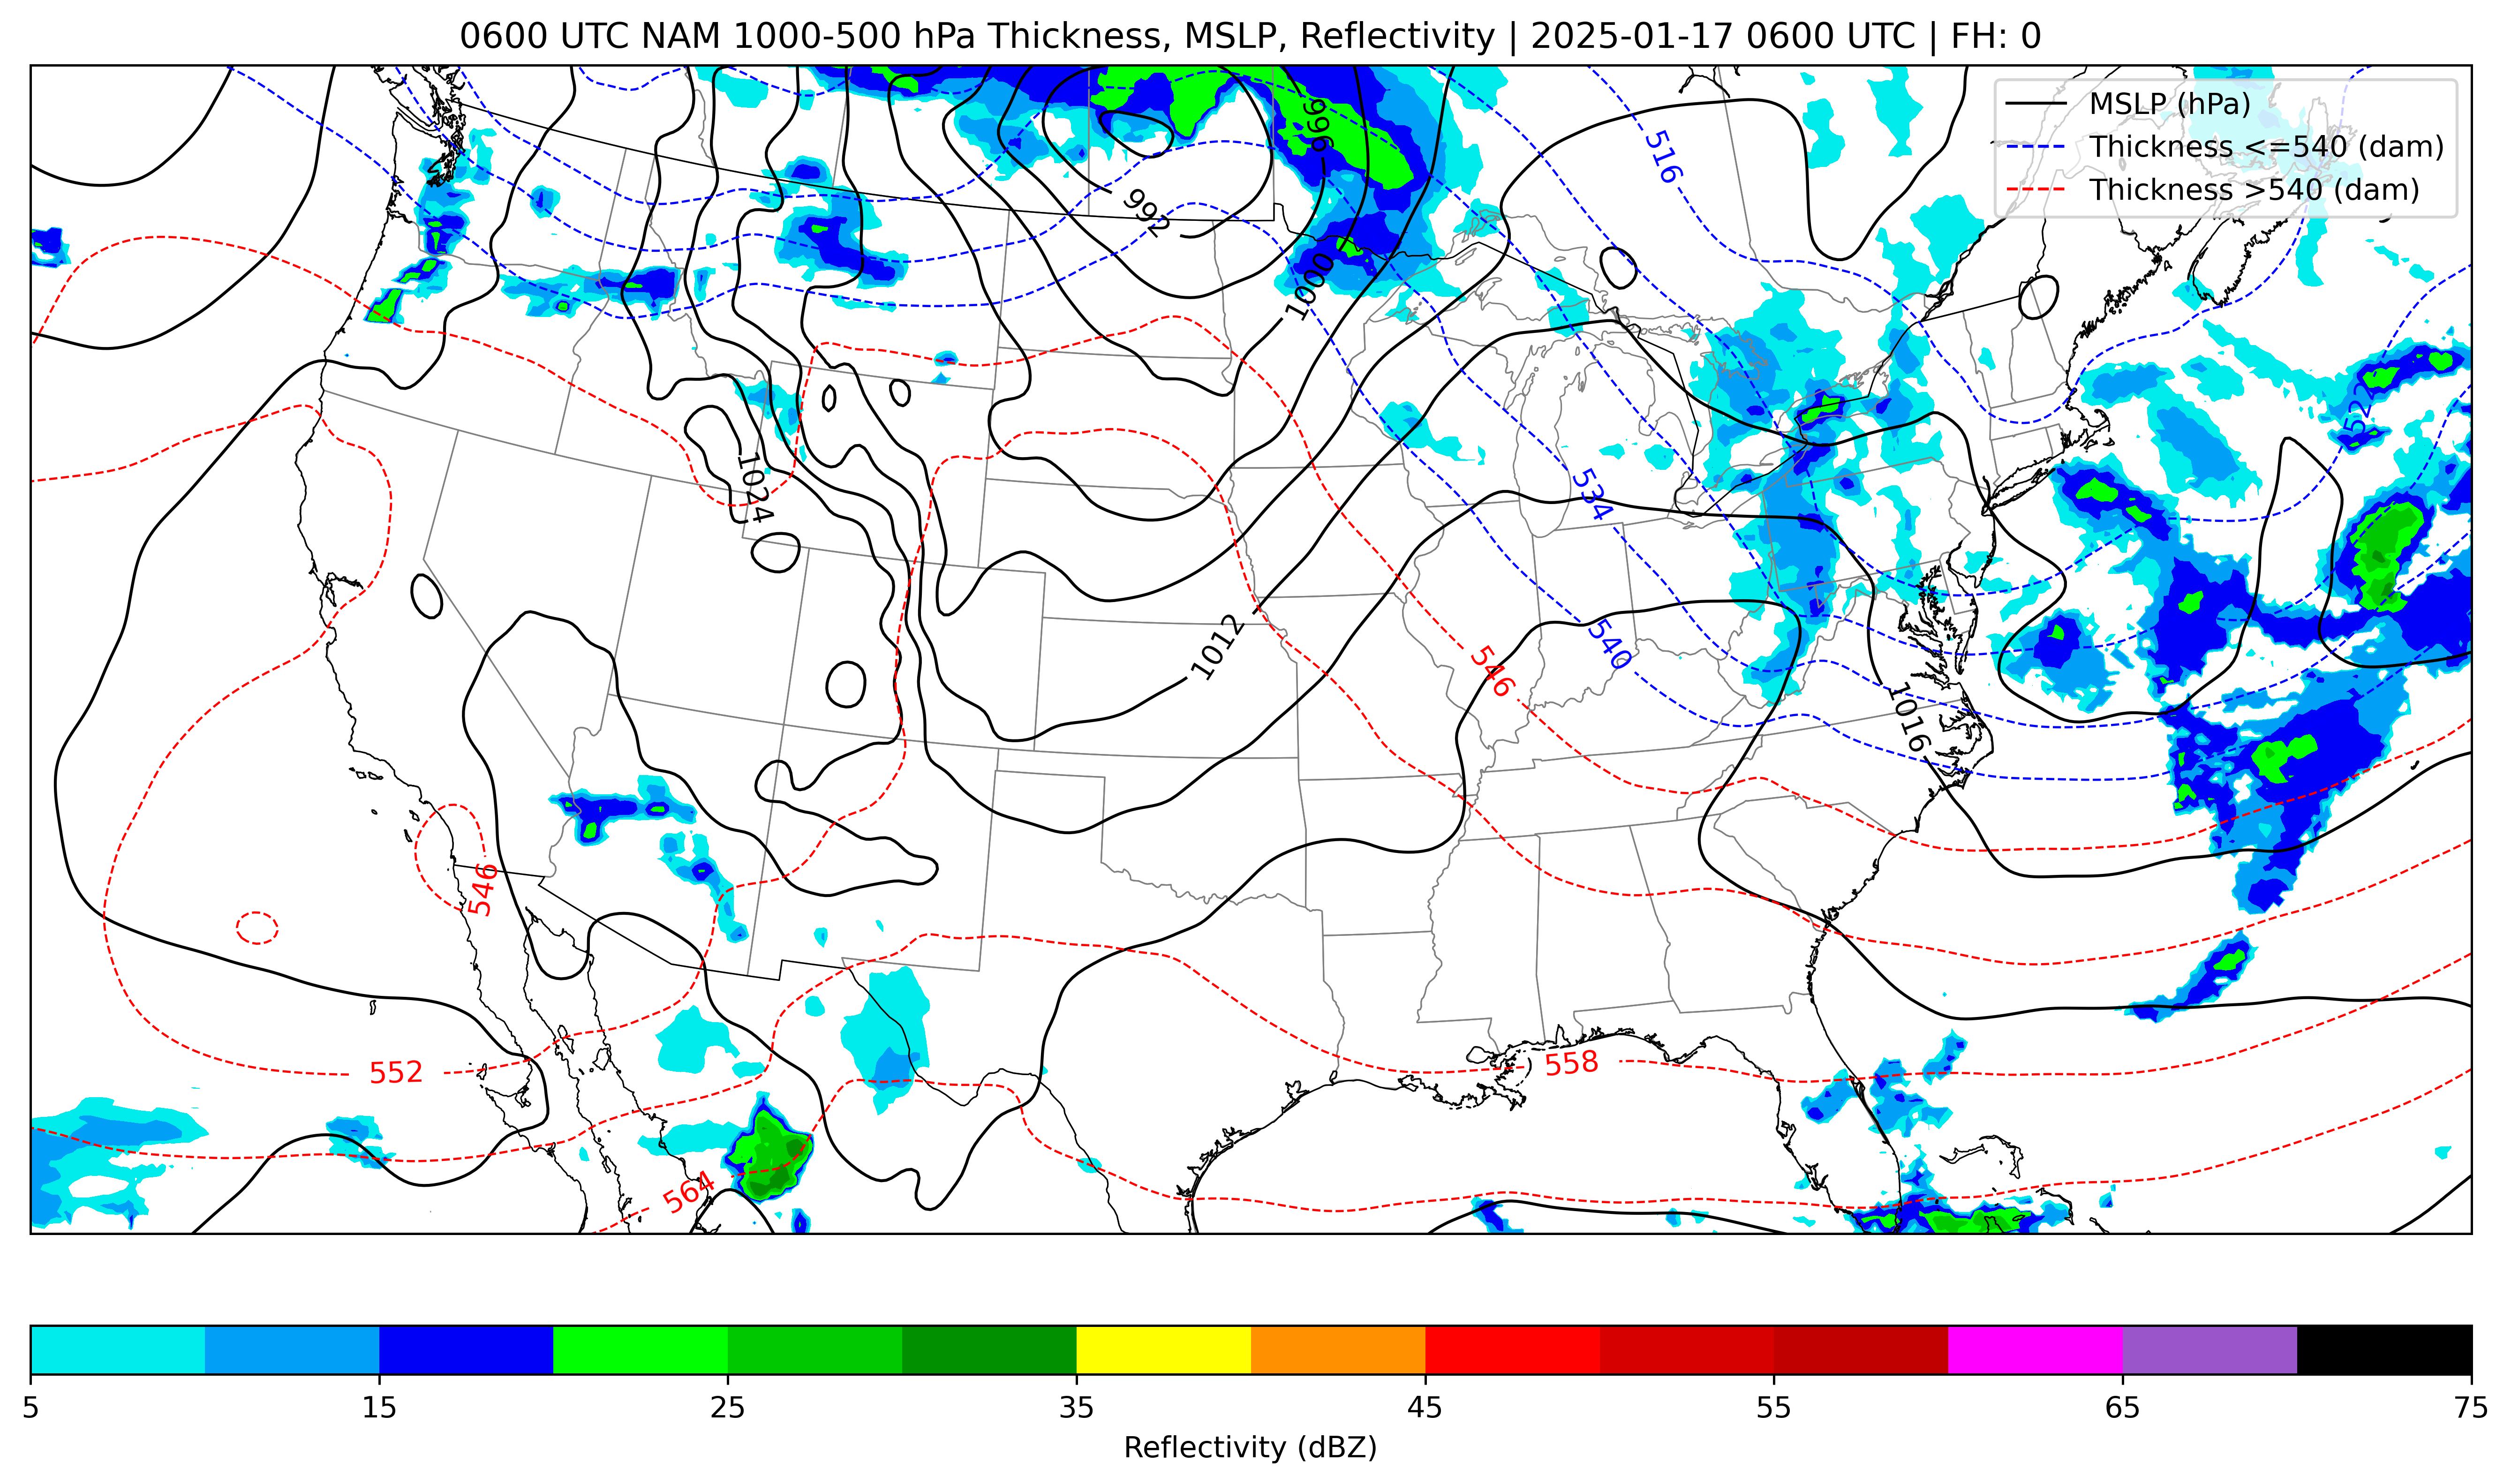 0600 UTC NAM 1000-500 hPa Thickness, MSLP, Reflectivity | 2025-01-17 0600 UTC | FH: 0
MSLP (hPa)
Thickness <=540 (dam)
Thickness >540 (dam)
996
516
992
1000
522
1024
534
1012
540
546
1016
546
552
558
564
5 15 25 35 45 55 65 75
Reflectivity (dBZ)